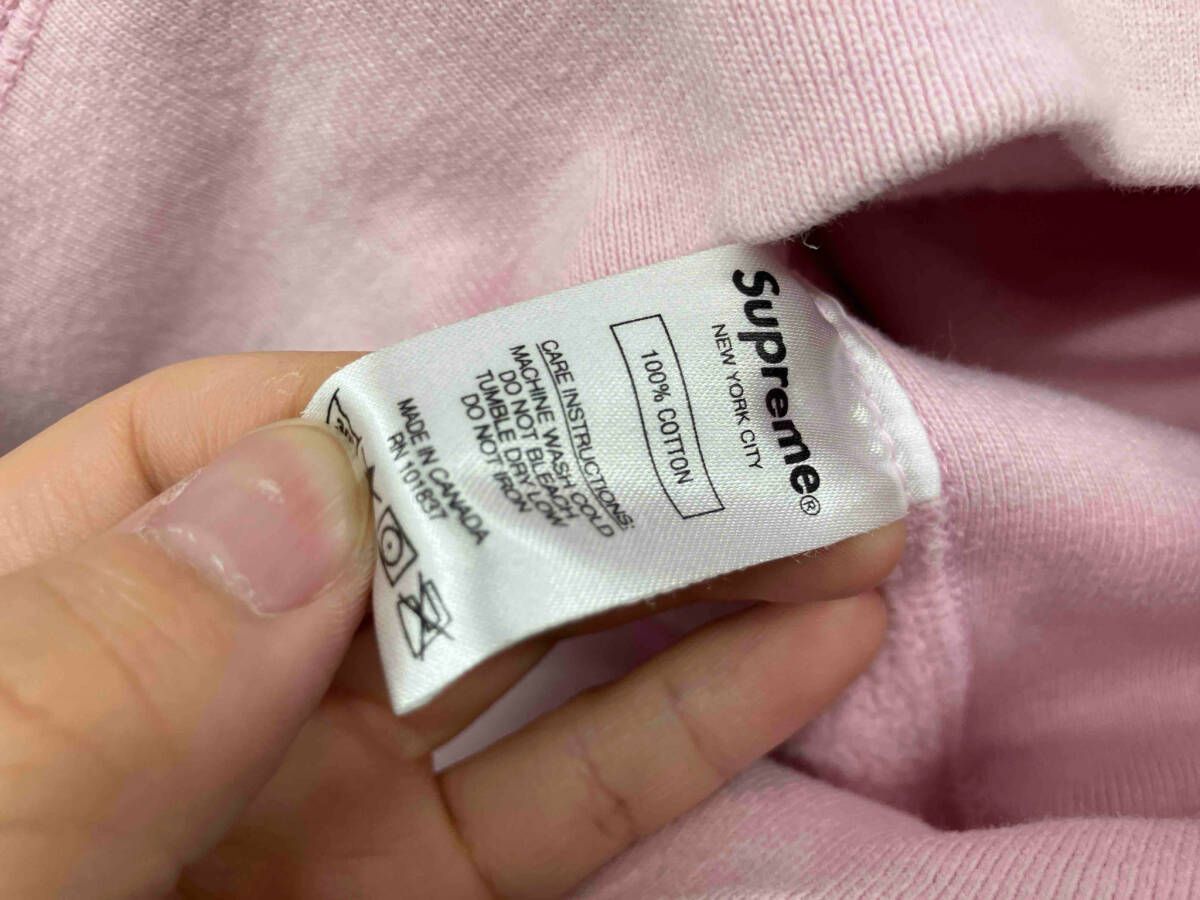 Supreme®
NEW YORK CITY
100% COTTON
CARE INSTRUCTIONS:
MACHINE WASH COLD
DO NOT BLEACH
TUMBLE DRY LOW
DO NOT IRON
MADE IN CANADA
RN 101837